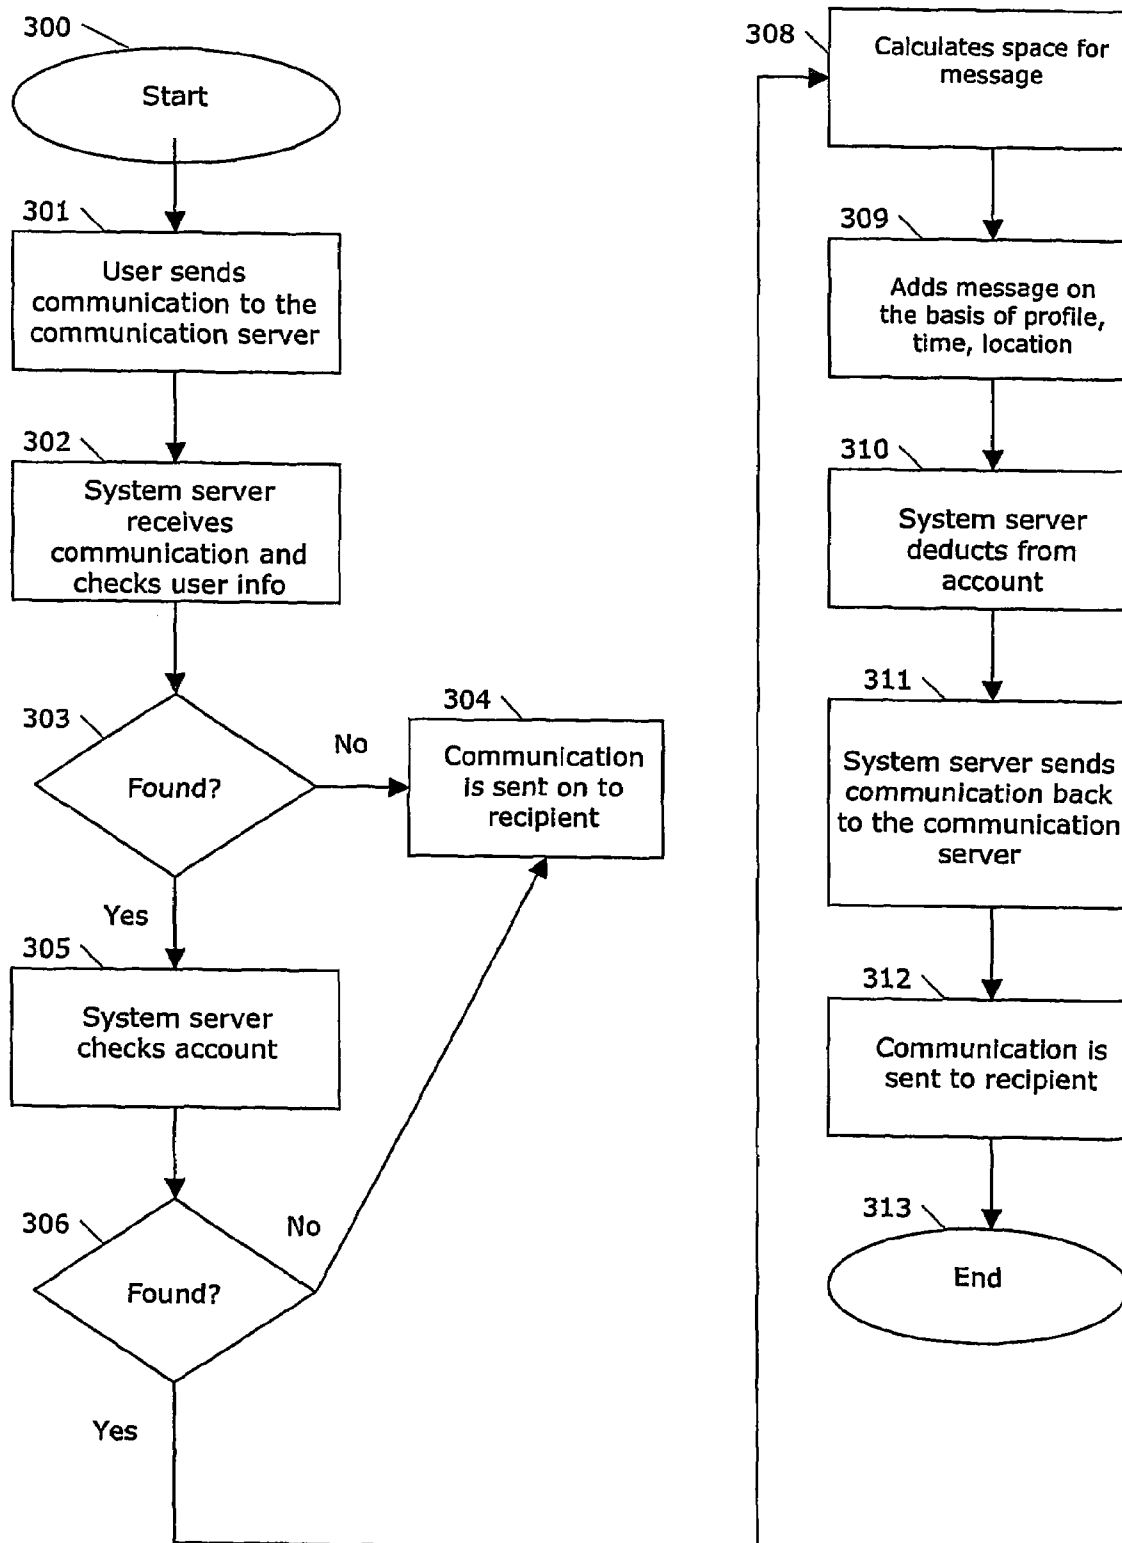 300
Start
301
User sends
communication to the
communication server
302
System server
receives
communication and
checks user info
303
Found?
No
304
Communication
is sent on to
recipient
Yes
305
System server
checks account
306
Found?
No
Yes
308
Calculates space for
message
309
Adds message on
the basis of profile,
time, location
310
System server
deducts from
account
311
System server sends
communication back
to the communication
server
312
Communication is
sent to recipient
313
End